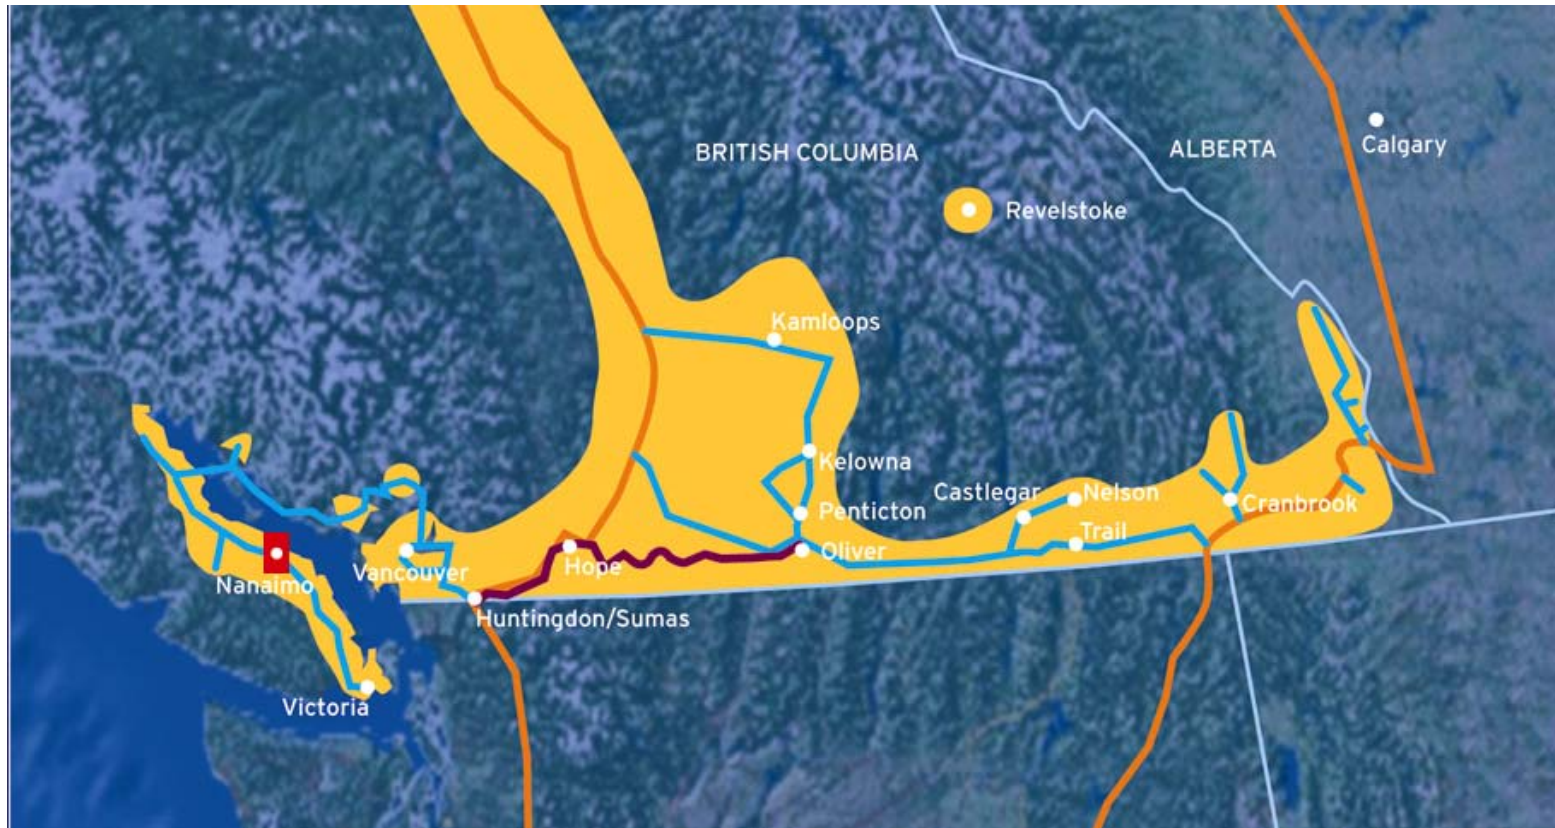 BRITISH COLUMBIA
ALBERTA
Calgary
Revelstoke
Kamloops
Kelowna
Castlegar
Nelson
Cranbrook
Penticton
Trail
Oliver
Hope
Vancouver
Nanaimo
Huntingdon/Sumas
Victoria